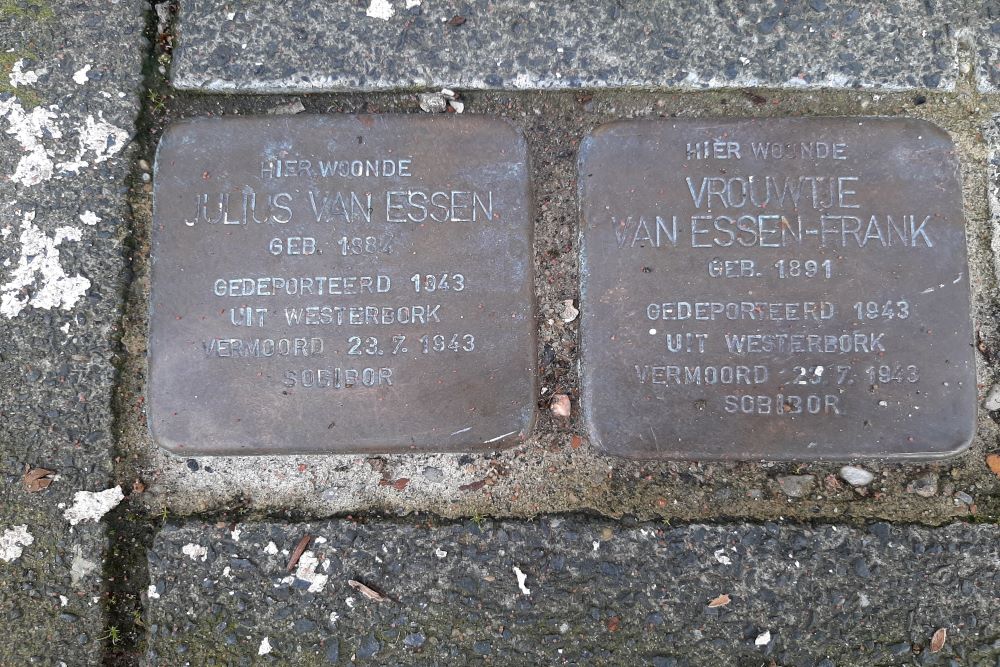 HIER WOONDE
JULIUS VAN ESSEN
GEB. 1884
GEDEPORTEERD 1943
UIT WESTERBORK
VERMOORD 23.7.1943
SOBIBOR
HIER WOONDE
VROUWTJE
VAN ESSEN-FRANK
GEB. 1891
GEDEPORTEERD 1943
UIT WESTERBORK
VERMOORD 23.7.1943
SOBIBOR